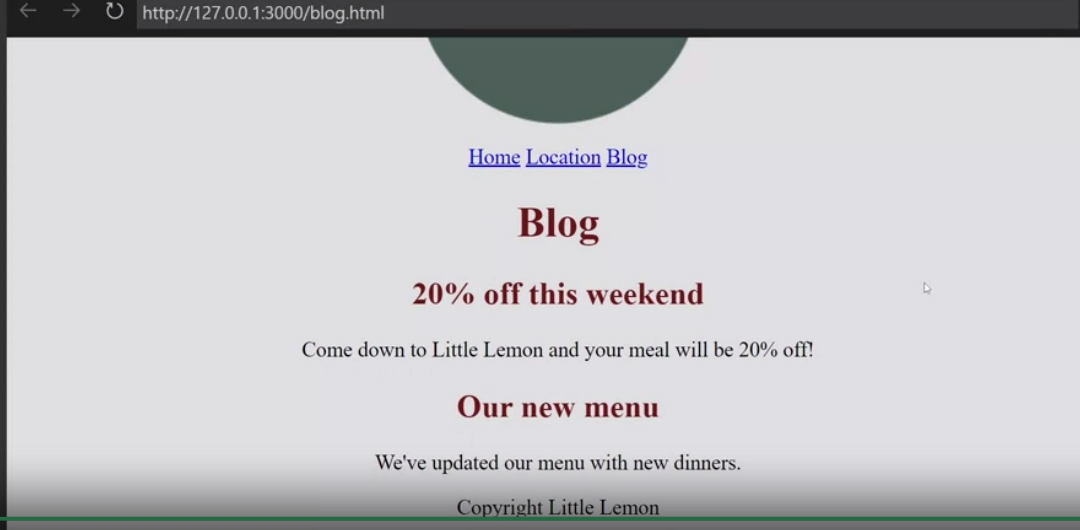 http://127.0.0.1:3000/blog.html
Home Location Blog
Blog
20% off this weekend
Come down to Little Lemon and your meal will be 20% off!
Our new menu
We've updated our menu with new dinners.
Copyright Little Lemon